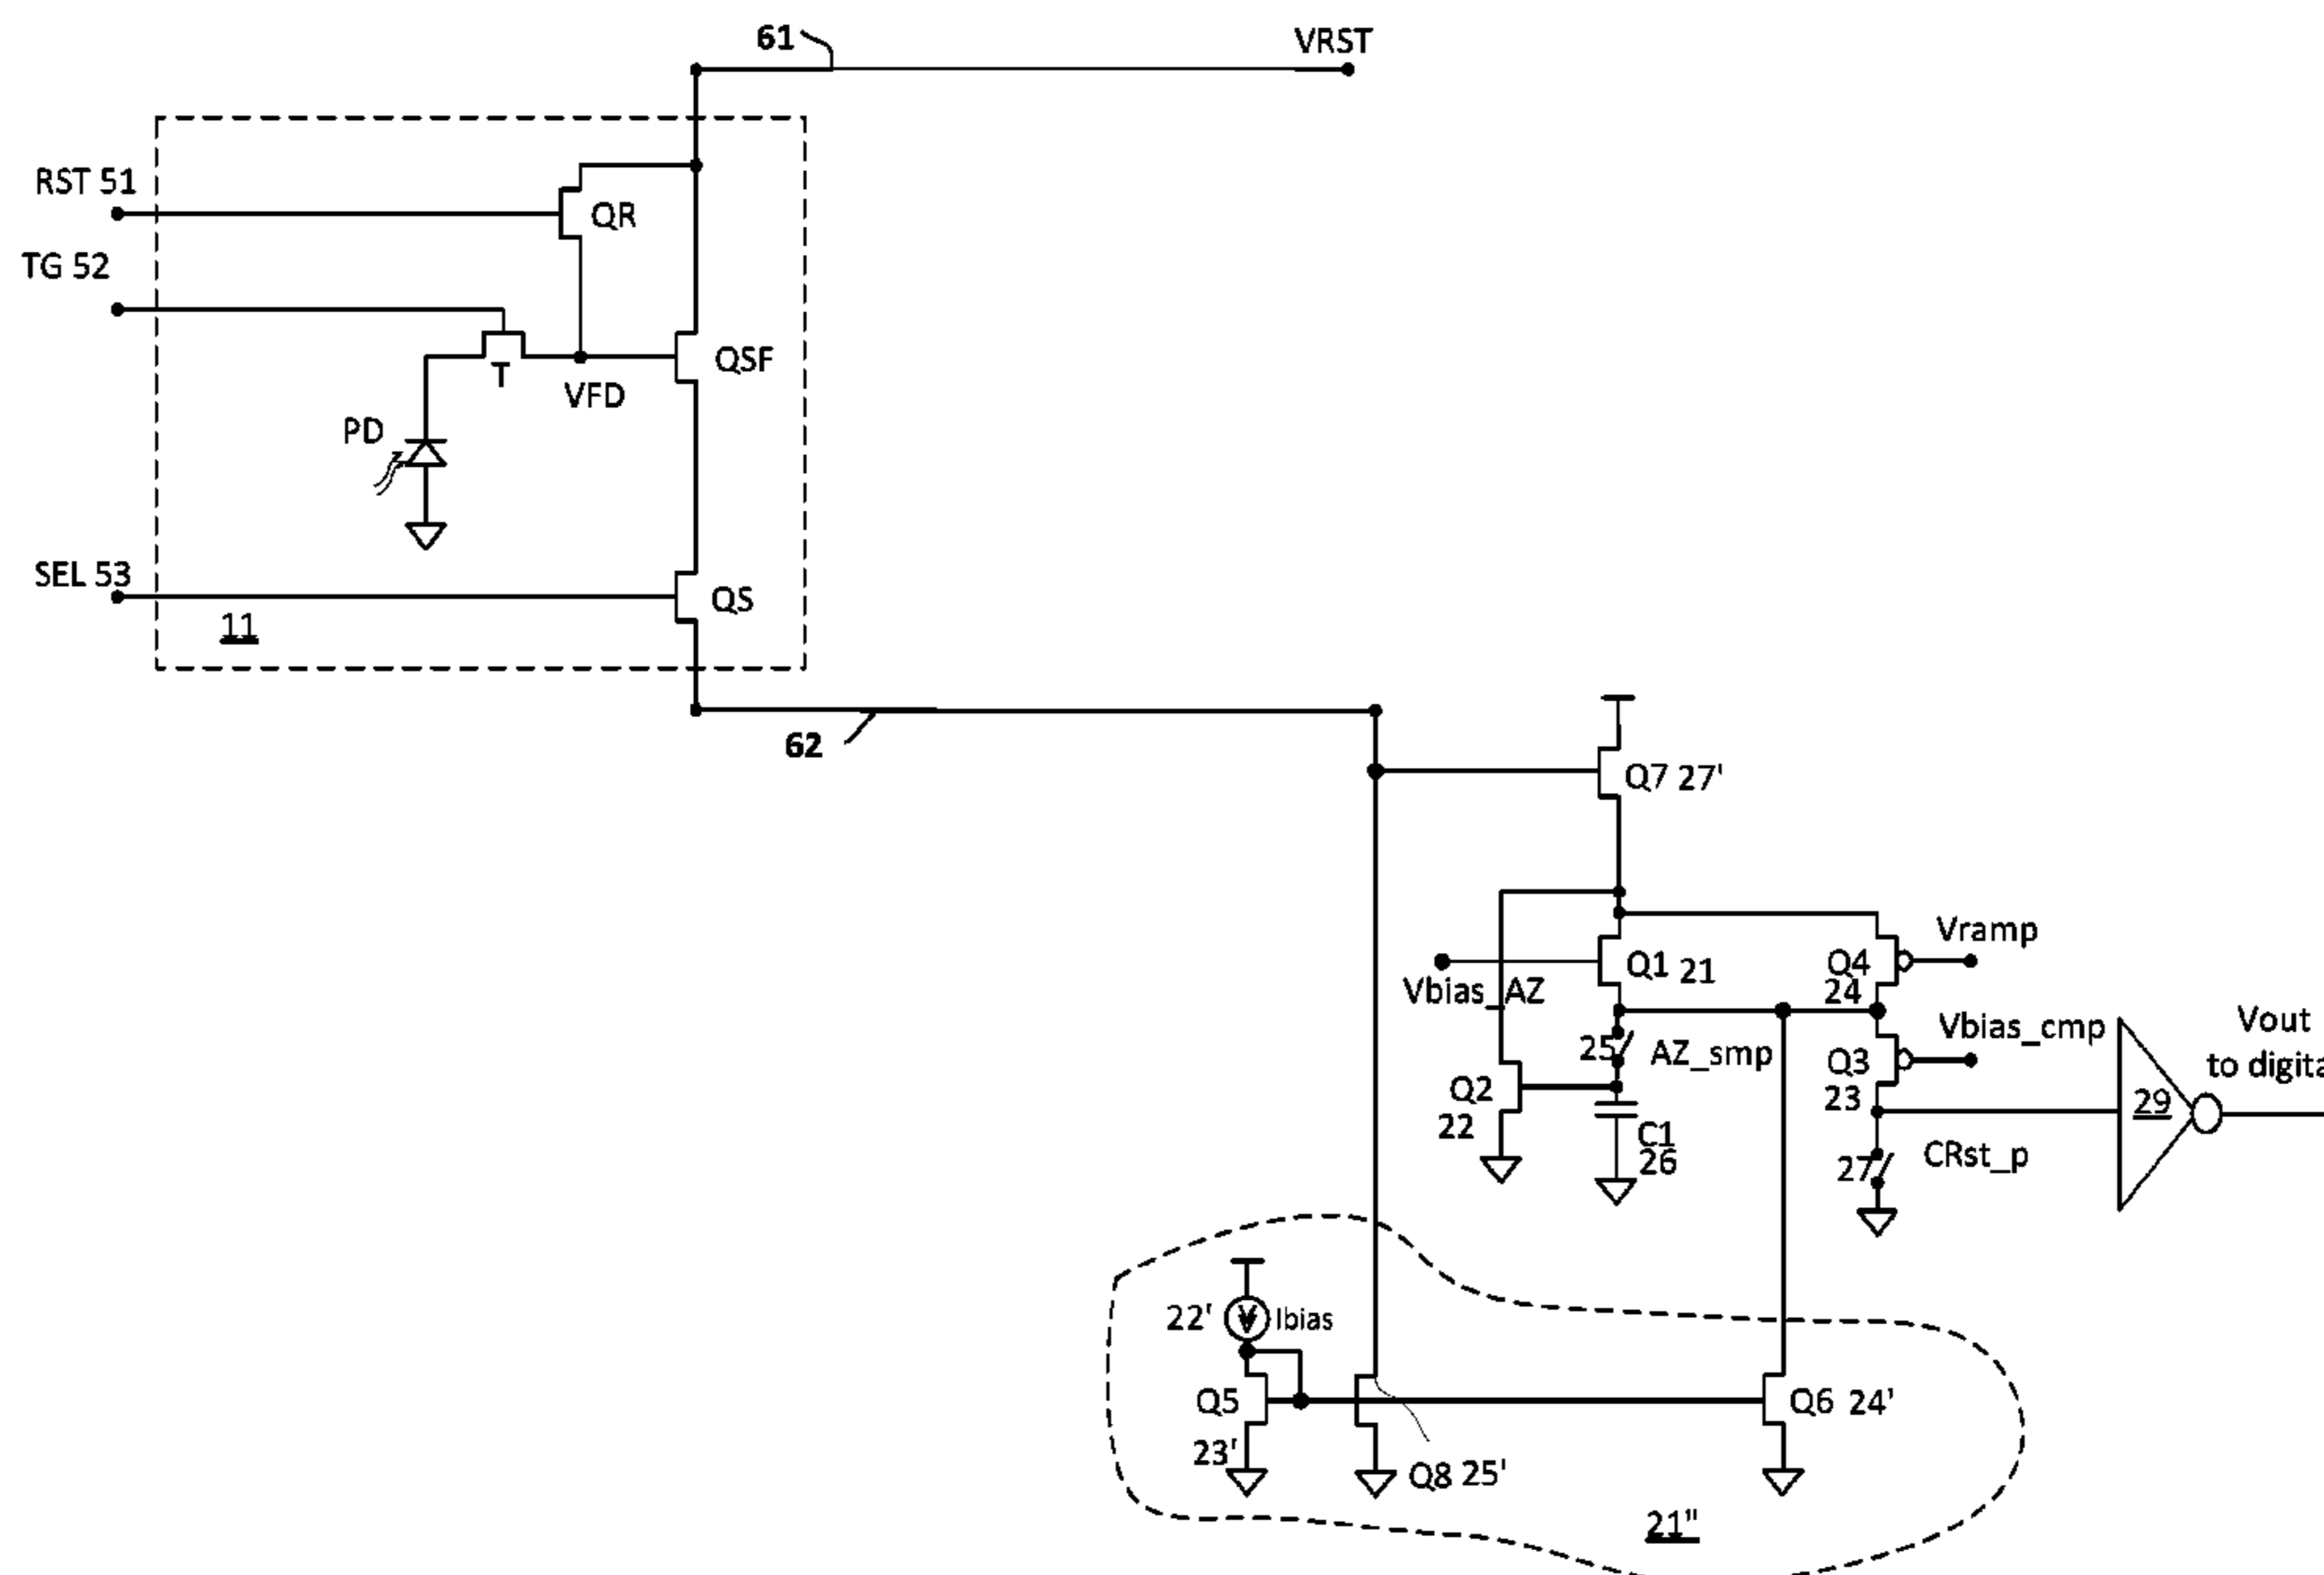 61
VRST
RST 51
QR
TG 52
T
VFD
QSF
PD
SEL 53
QS
11
62
Q7 27'
Vramp
Q1 21
Q4
24
Vbias_AZ
Vbias_cmp
Vout
25
AZ_smp
Q3
to digita
Q2
23
29
22
C1
26
CRst_p
27
22'
Ibias
Q5
Q6 24'
23'
Q8 25'
21"